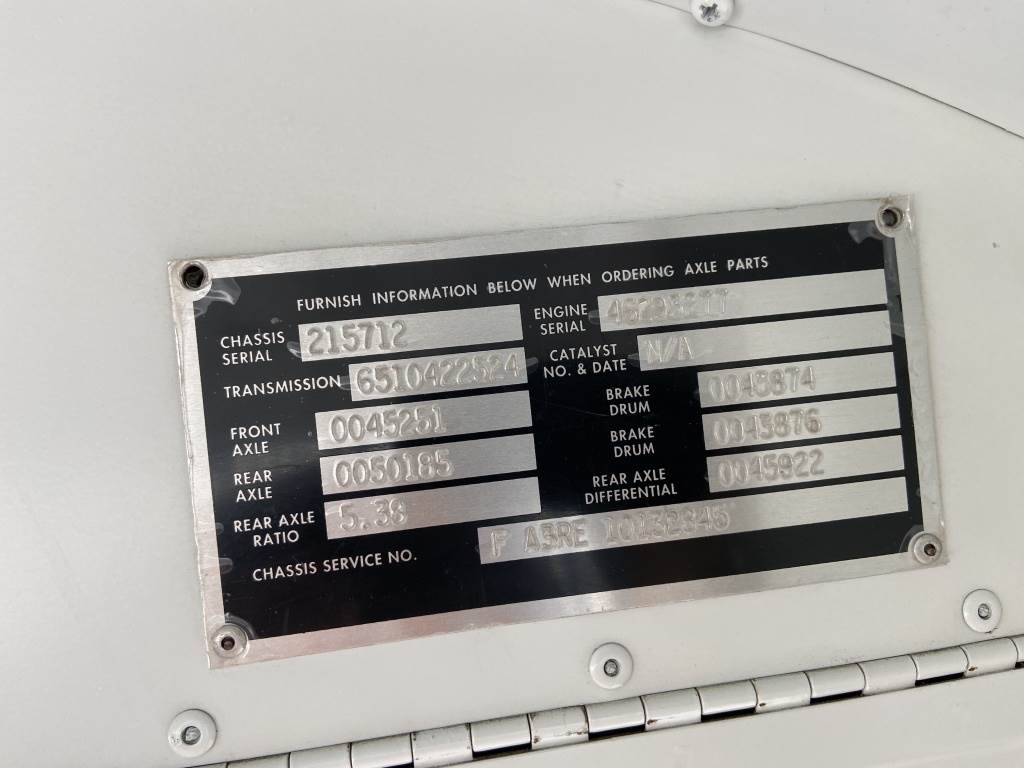 FURNISH INFORMATION BELOW WHEN ORDERING AXLE PARTS
CHASSIS SERIAL 215712
ENGINE SERIAL
TRANSMISSION 6510422524
CATALYST NO. & DATE N/A
FRONT AXLE 0045251
BRAKE DRUM 0045874
REAR AXLE 0050185
BRAKE DRUM 0045876
REAR AXLE RATIO 5.38
REAR AXLE DIFFERENTIAL 0045922
CHASSIS SERVICE NO. F A3RE